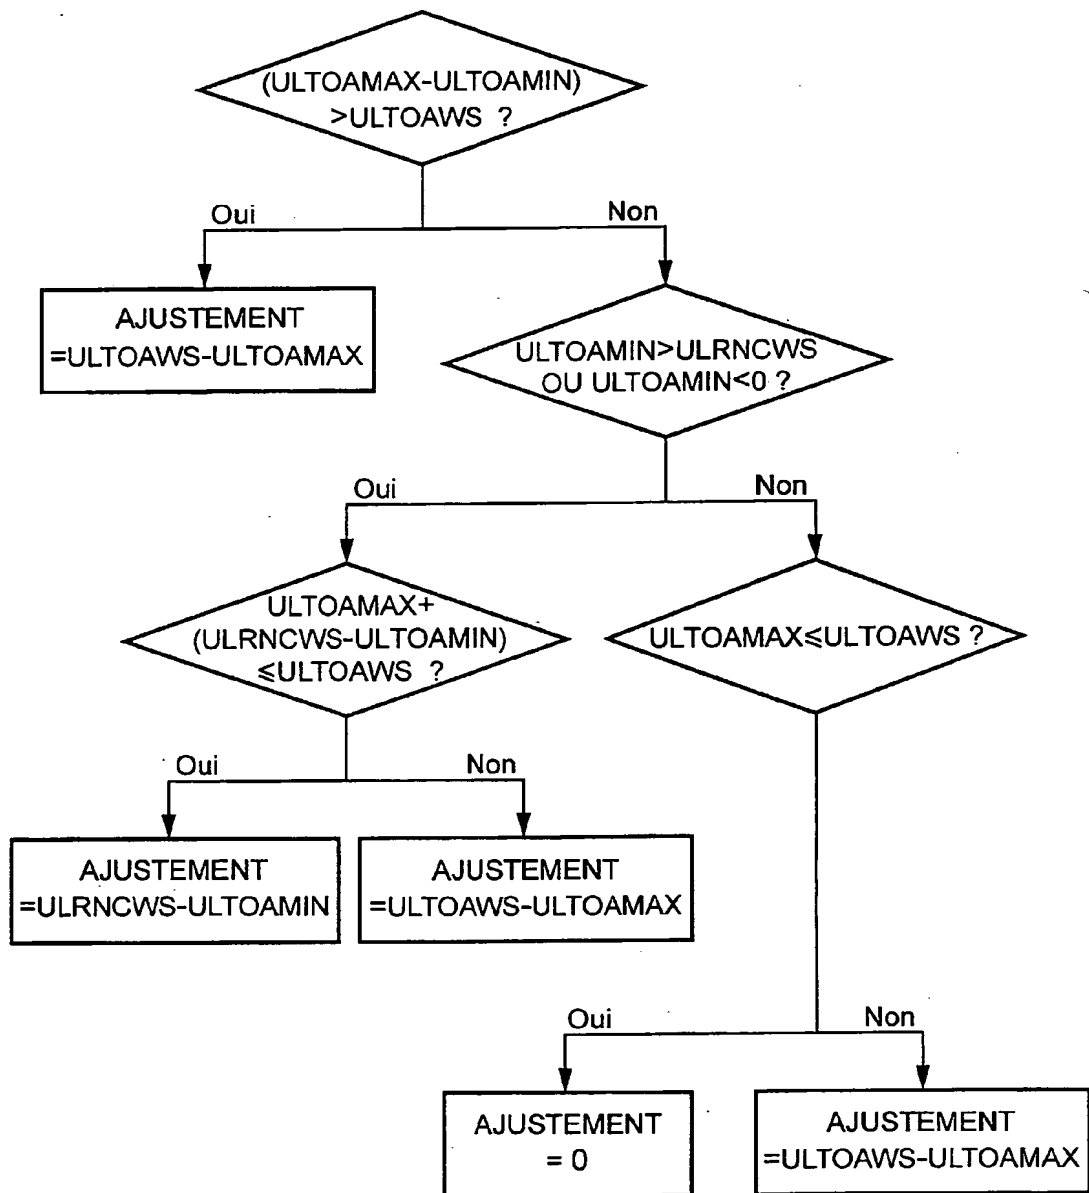 (ULTOAMAX-ULTOAMIN)
>ULTOAWS ?
Oui
Non
AJUSTEMENT
=ULTOAWS-ULTOAMAX
ULTOAMIN>ULRNCWS
OU ULTOAMIN<0 ?
Oui
Non
ULTOAMAX+
(ULRNCWS-ULTOAMIN)
⩽ULTOAWS ?
ULTOAMAX⩽ULTOAWS ?
Oui
Non
AJUSTEMENT
=ULRNCWS-ULTOAMIN
AJUSTEMENT
=ULTOAWS-ULTOAMAX
Oui
Non
AJUSTEMENT
= 0
AJUSTEMENT
=ULTOAWS-ULTOAMAX